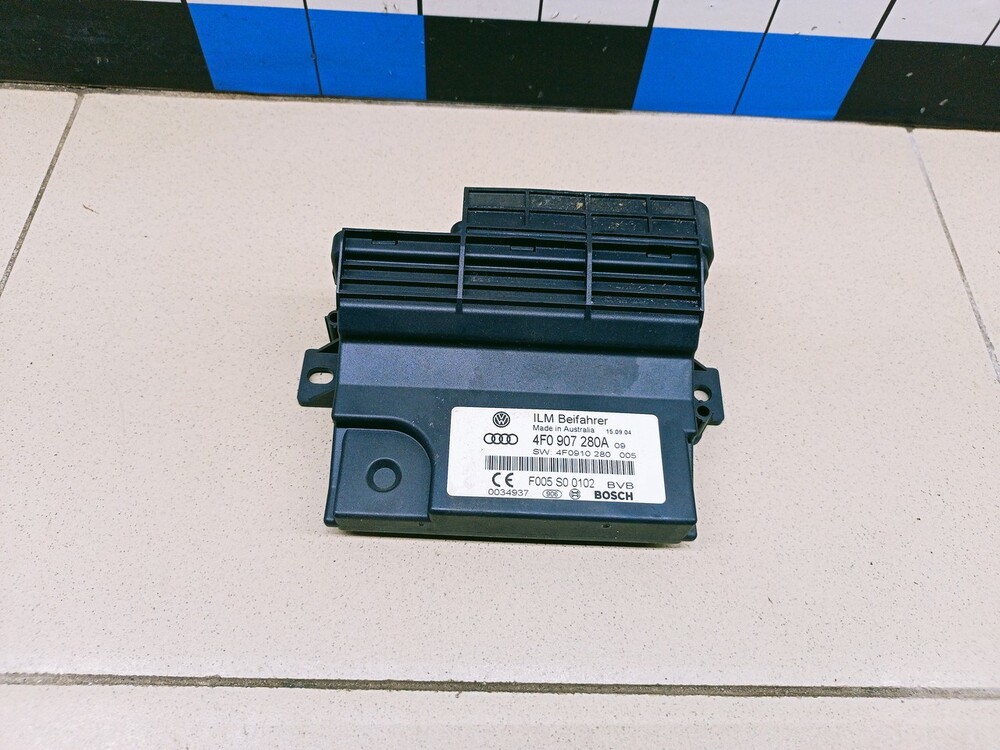 ILM Beifahrer
Made in Australia 15.09.04
4F0 907 280A 09
SW: 4F0910 280 005
CE F005 S0 0102 BVB
0034937 906 BOSCH